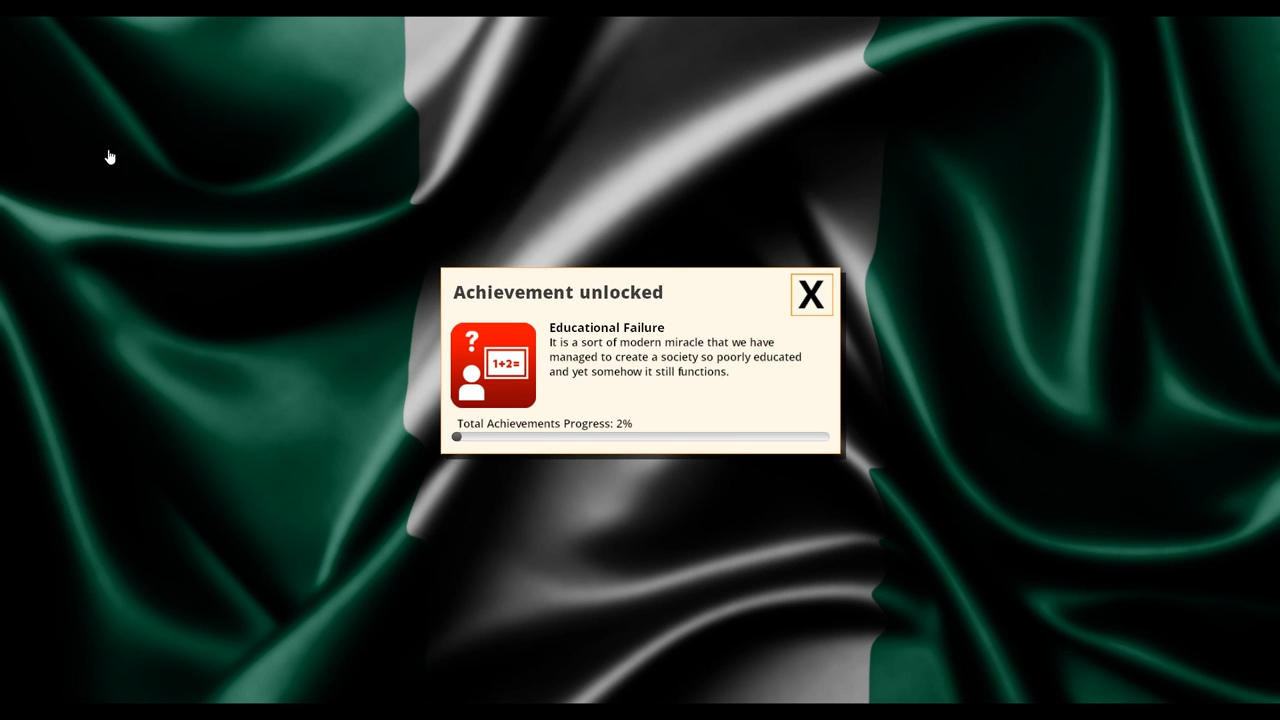 Achievement unlocked
X
Educational Failure
It is a sort of modern miracle that we have
managed to create a society so poorly educated
and yet somehow it still functions.
?
1+2=
Total Achievements Progress: 2%